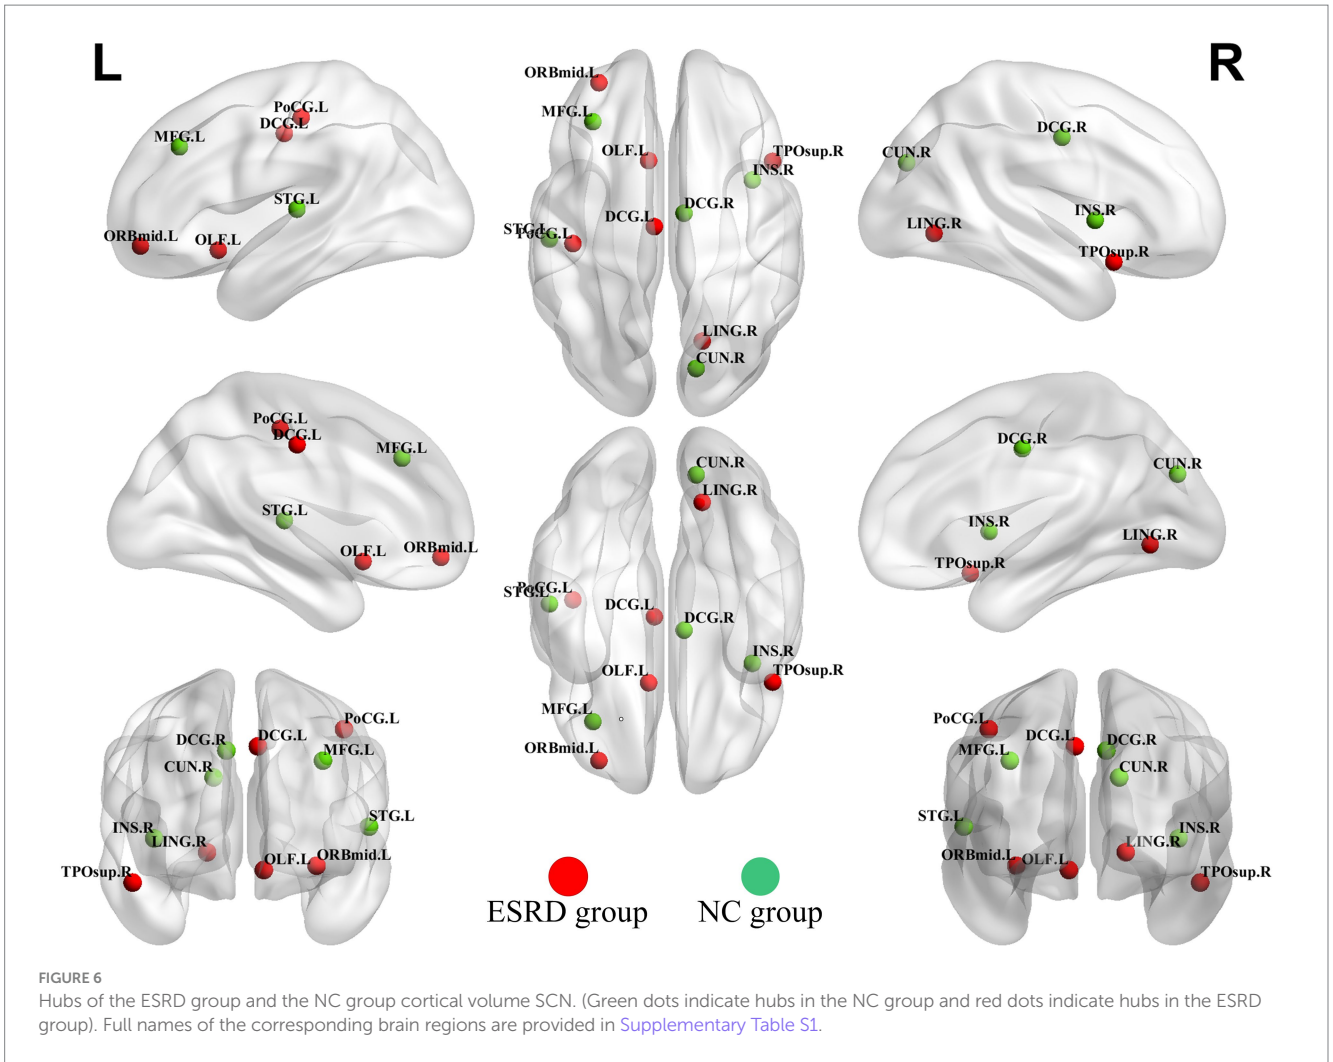 L
R
PoCG.L
DCG.L
MFG.L
STG.L
ORBmid.L
OLF.L
ORBmid.L
MFG.L
OLF.L
TPOsup.R
INS.R
DCG.L
DCG.R
STG.L
PoCG.L
LING.R
CUN.R
DCG.R
CUN.R
INS.R
LING.R
TPOsup.R
PoCG.L
DCG.L
MFG.L
STG.L
OLF.L
ORBmid.L
CUN.R
LING.R
PoCG.L
STG.L
DCG.L
DCG.R
INS.R
OLF.L
TPOsup.R
MFG.L
ORBmid.L
DCG.R
CUN.R
INS.R
LING.R
TPOsup.R
PoCG.L
DCG.R
DCG.L
MFG.L
CUN.R
STG.L
INS.R
LING.R
OLF.L
ORBmid.L
TPOsup.R
PoCG.L
DCG.L
DCG.R
MFG.L
CUN.R
STG.L
INS.R
LING.R
ORBmid.L
OLF.L
TPOsup.R
ESRD group
NC group
FIGURE 6
Hubs of the ESRD group and the NC group cortical volume SCN. (Green dots indicate hubs in the NC group and red dots indicate hubs in the ESRD
group). Full names of the corresponding brain regions are provided in Supplementary Table S1.